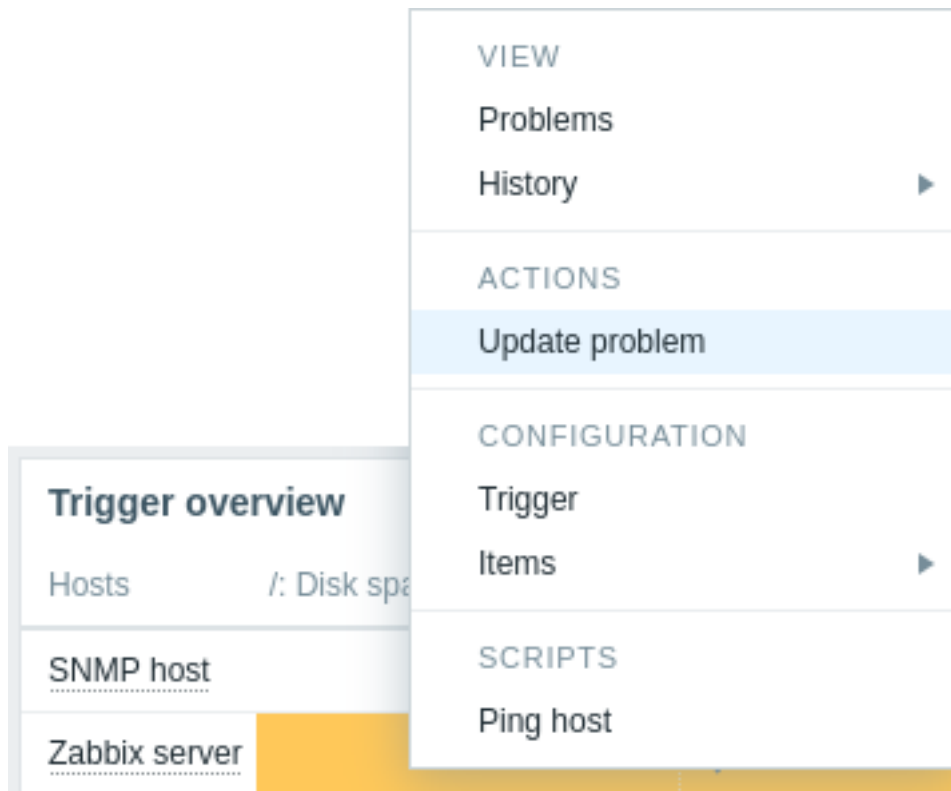 VIEW
Problems
History
ACTIONS
Update problem
CONFIGURATION
Trigger
Items
SCRIPTS
Ping host
Trigger overview
Hosts /: Disk
SNMP host
Zabbix server